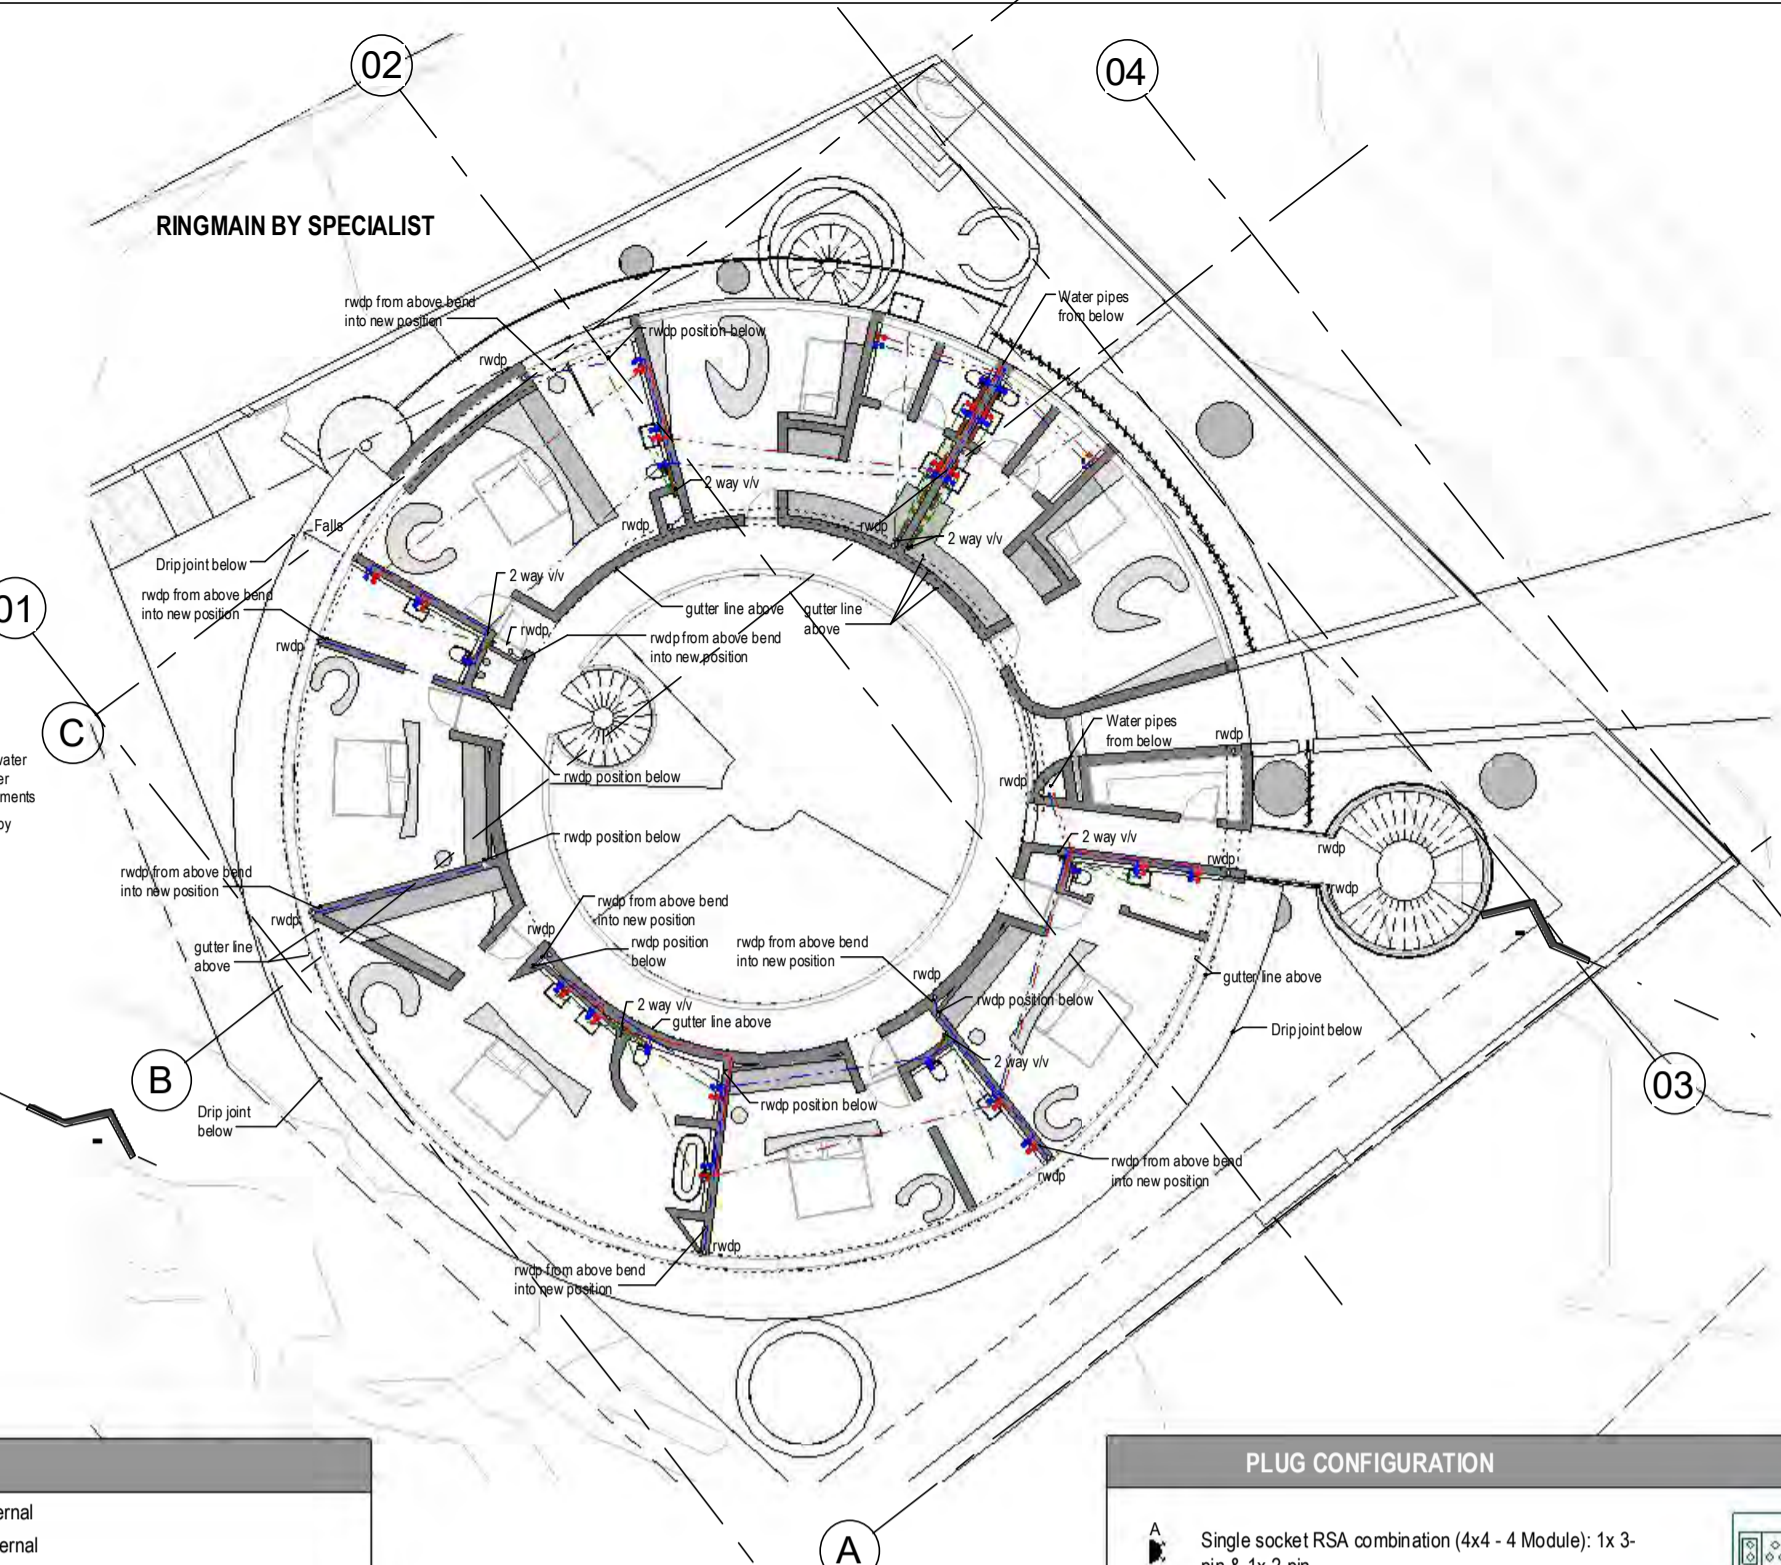 02
04
RINGMAIN BY SPECIALIST
rwdp from above bend
into new position
rwdp position below
Water pipes
from below
rwdp
2 way v/v
rwdp
rwdp
2 way v/v
Falls
Drip joint below
2 way v/v
rwdp from above bend
into new position
01
gutter line above
gutter line
above
rwdp
rwdp from above bend
into new position
rwdp
C
Water pipes
from below
rwdp
ments
rwdp position below
rwdp
by
rwdp position below
2 way v/v
rwdp
rwdp
rwdp from above bend
into new position
rwdp
rwdp from above bend
into new position
rwdp
rwdp
rwdp position
below
rwdp from above bend
into new position
gutter line
above
rwdp
gutter line above
rwdp position below
2 way v/v
gutter line above
Drip joint below
2 way v/v
B
03
Drip joint
below
rwdp position below
rwdp from above bend
into new position
rwdp
rwdp
rwdp from above bend
into new position
PLUG CONFIGURATION
ernal
ernal
A
A
Single socket RSA combination (4x4 - 4 Module): 1x 3-
pin & 1x 2 pin